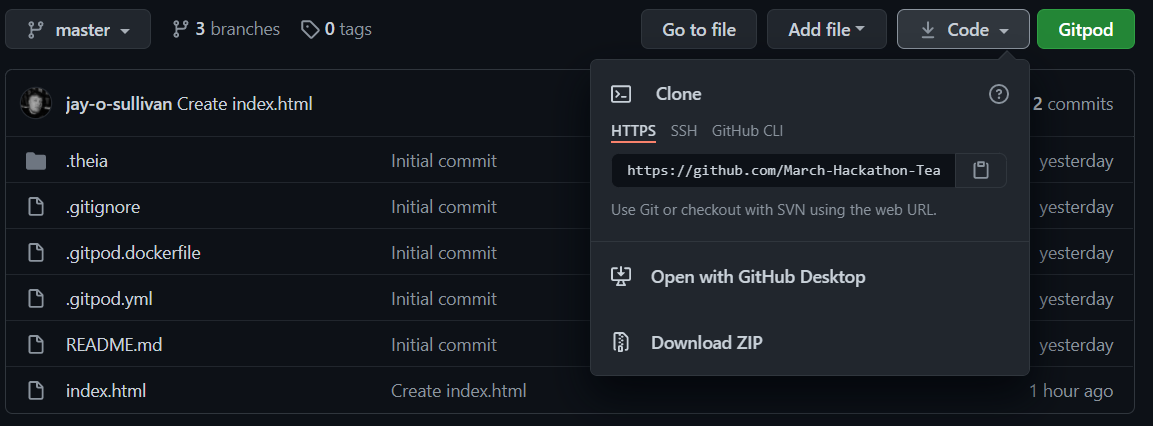 master 3 branches 0 tags Go to file Add file Code Gitpod
jay-o-sullivan Create index.html 2 commits
Clone
HTTPS SSH GitHub CLI
https://github.com/March-Hackathon-Tea
Use Git or checkout with SVN using the web URL.
Open with GitHub Desktop
Download ZIP
.theia Initial commit yesterday
.gitignore Initial commit yesterday
.gitpod.dockerfile Initial commit yesterday
.gitpod.yml Initial commit yesterday
README.md Initial commit yesterday
index.html Create index.html 1 hour ago